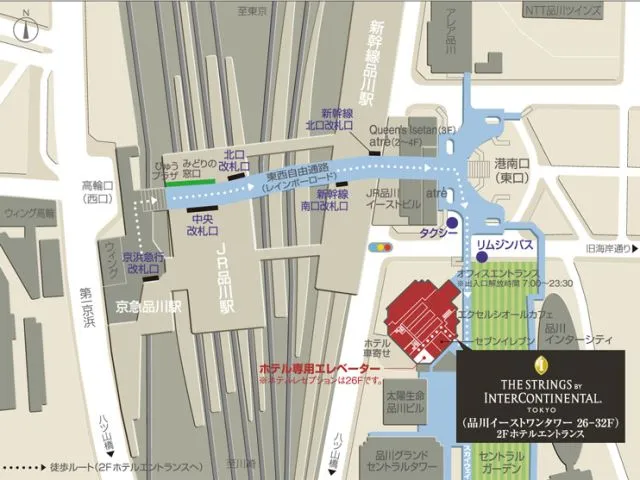 N
至東京
アレア品川
NTT品川ツインズ
新幹線品川駅
新幹線
北口改札口
Queen's Isetan(3F)
atré(2~4F)
みどりの
窓口
びゅう
プラザ
北口
改札口
東西自由通路
(レインボーロード)
港南口
(東口)
高輪口
(西口)
新幹線
南口改札口
JR品川
イーストビル
atré
中央
改札口
ウィング高輪
タクシー
リムジンバス
旧海岸通り
ウィング
京浜急行
改札口
JR品川駅
京急品川駅
第一京浜
オフィスエントランス
※出入口解放時間 7:00~23:30
エクセルシオールカフェ
セブンイレブン
品川
インターシティ
ホテル
車寄せ
ホテル専用エレベーター
※ホテルレセプションは26Fです。
THE STRINGS BY
INTERCONTINENTAL
TOKYO
(品川イーストワンタワー 26-32F)
2Fホテルエントランス
太陽生命
品川ビル
八ツ山橋
八ツ山橋
至川崎
品川グランド
セントラルタワー
スカイウェイ
セントラル
ガーデン
徒歩ルート(2Fホテルエントランスへ)